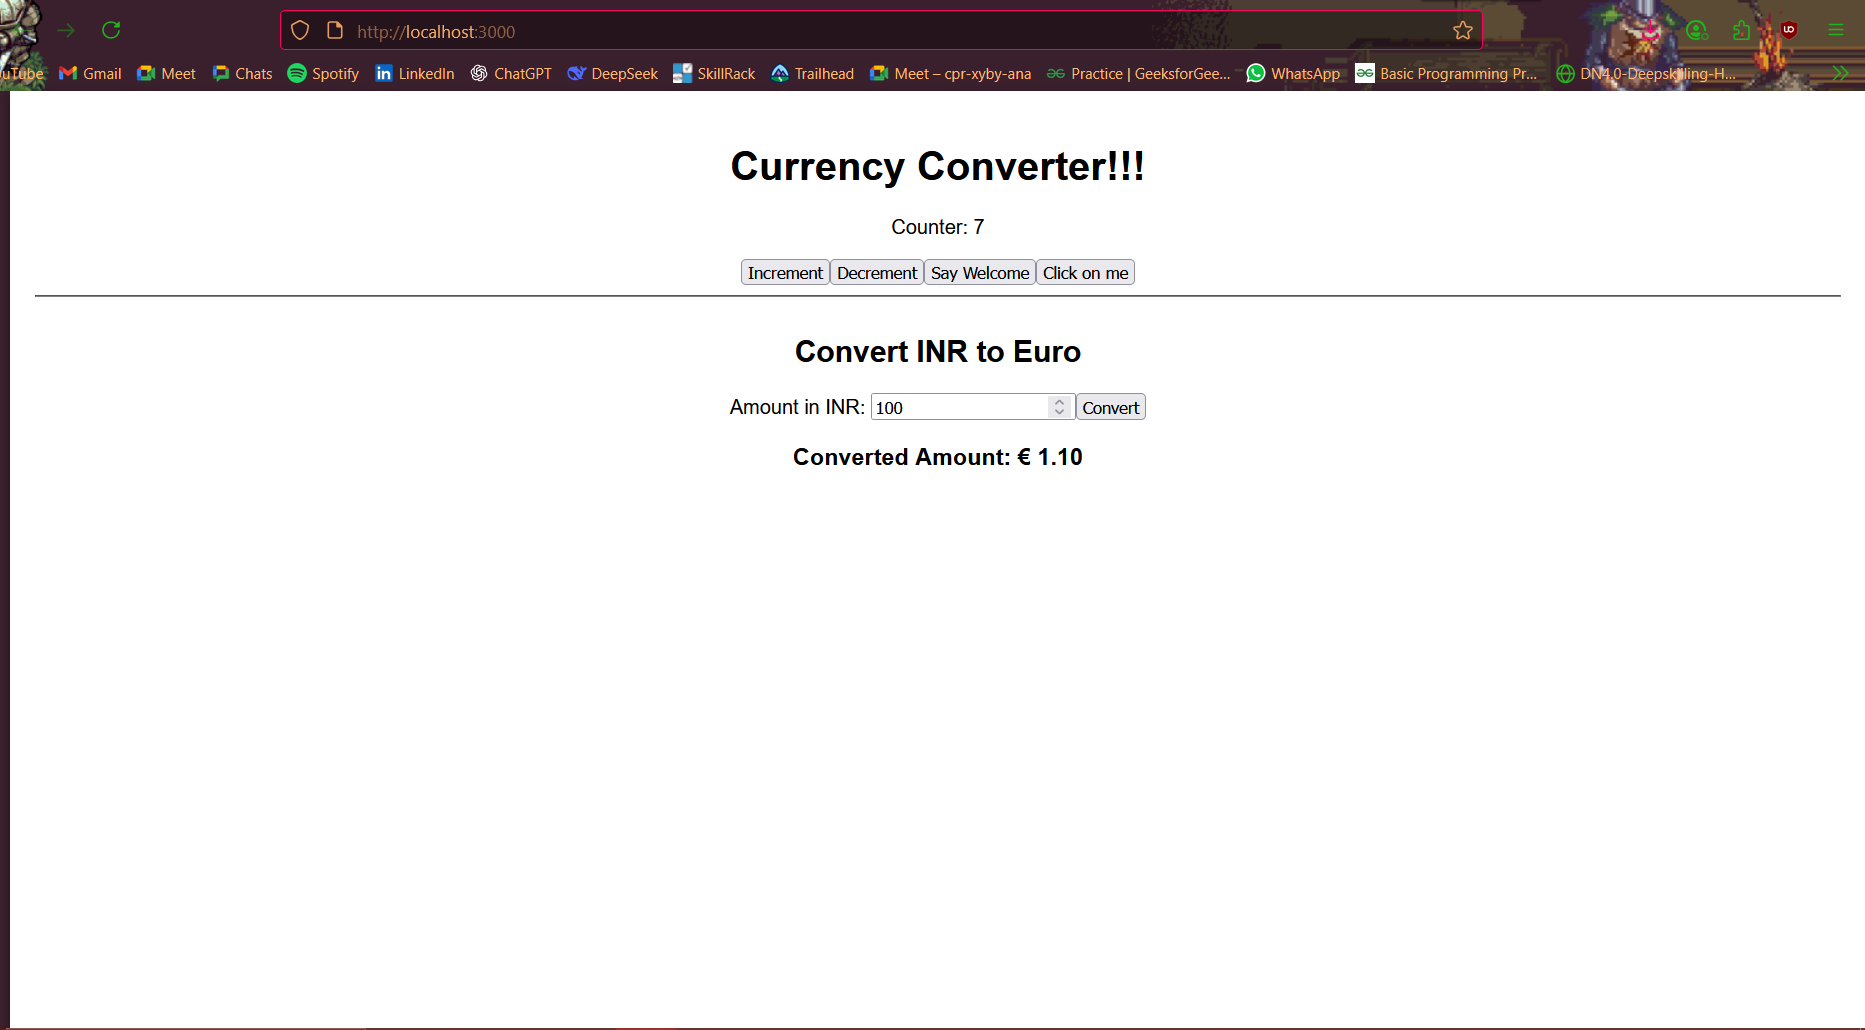 http://localhost:3000
uTube Gmail Meet Chats Spotify LinkedIn ChatGPT DeepSeek SkillRack Trailhead Meet – cpr-xyby-ana Practice | GeeksforGee... WhatsApp Basic Programming Pr... DN4.0-Deepskilling-H...
Currency Converter!!!
Counter: 7
Increment Decrement Say Welcome Click on me
Convert INR to Euro
Amount in INR: 100 Convert
Converted Amount: € 1.10